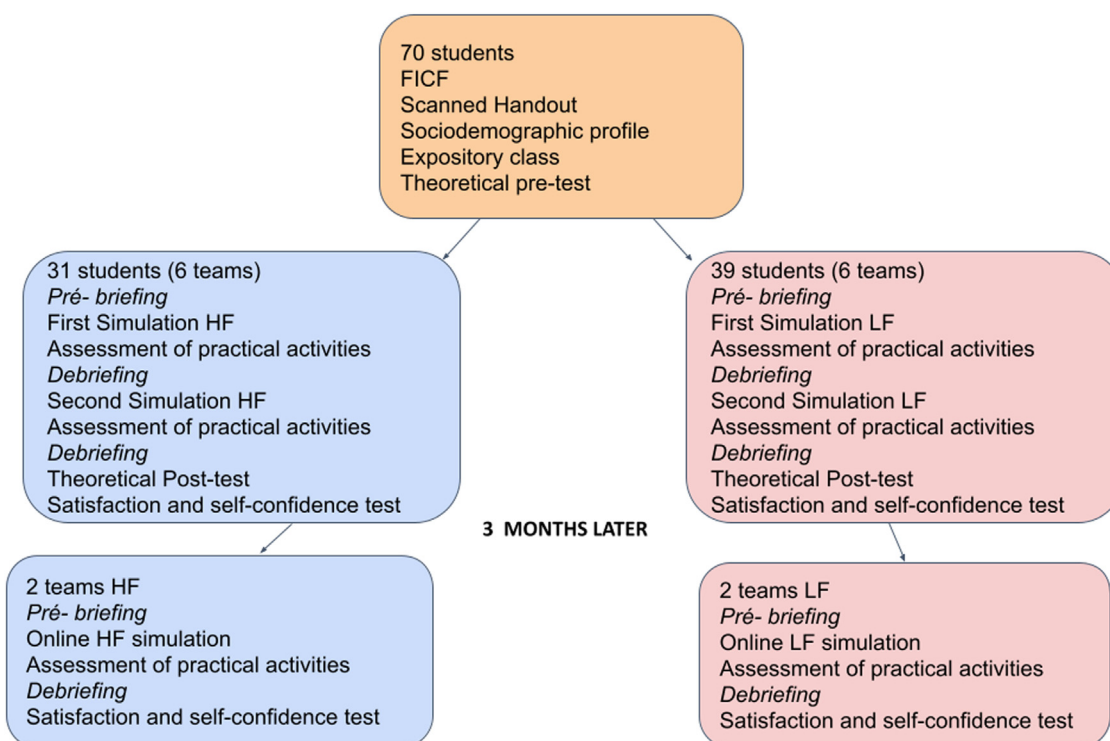 70 students
FICF
Scanned Handout
Sociodemographic profile
Expository class
Theoretical pre-test
31 students (6 teams)
Pré- briefing
First Simulation HF
Assessment of practical activities
Debriefing
Second Simulation HF
Assessment of practical activities
Debriefing
Theoretical Post-test
Satisfaction and self-confidence test
39 students (6 teams)
Pré- briefing
First Simulation LF
Assessment of practical activities
Debriefing
Second Simulation LF
Assessment of practical activities
Debriefing
Theoretical Post-test
Satisfaction and self-confidence test
3 MONTHS LATER
2 teams HF
Pré- briefing
Online HF simulation
Assessment of practical activities
Debriefing
Satisfaction and self-confidence test
2 teams LF
Pré- briefing
Online LF simulation
Assessment of practical activities
Debriefing
Satisfaction and self-confidence test